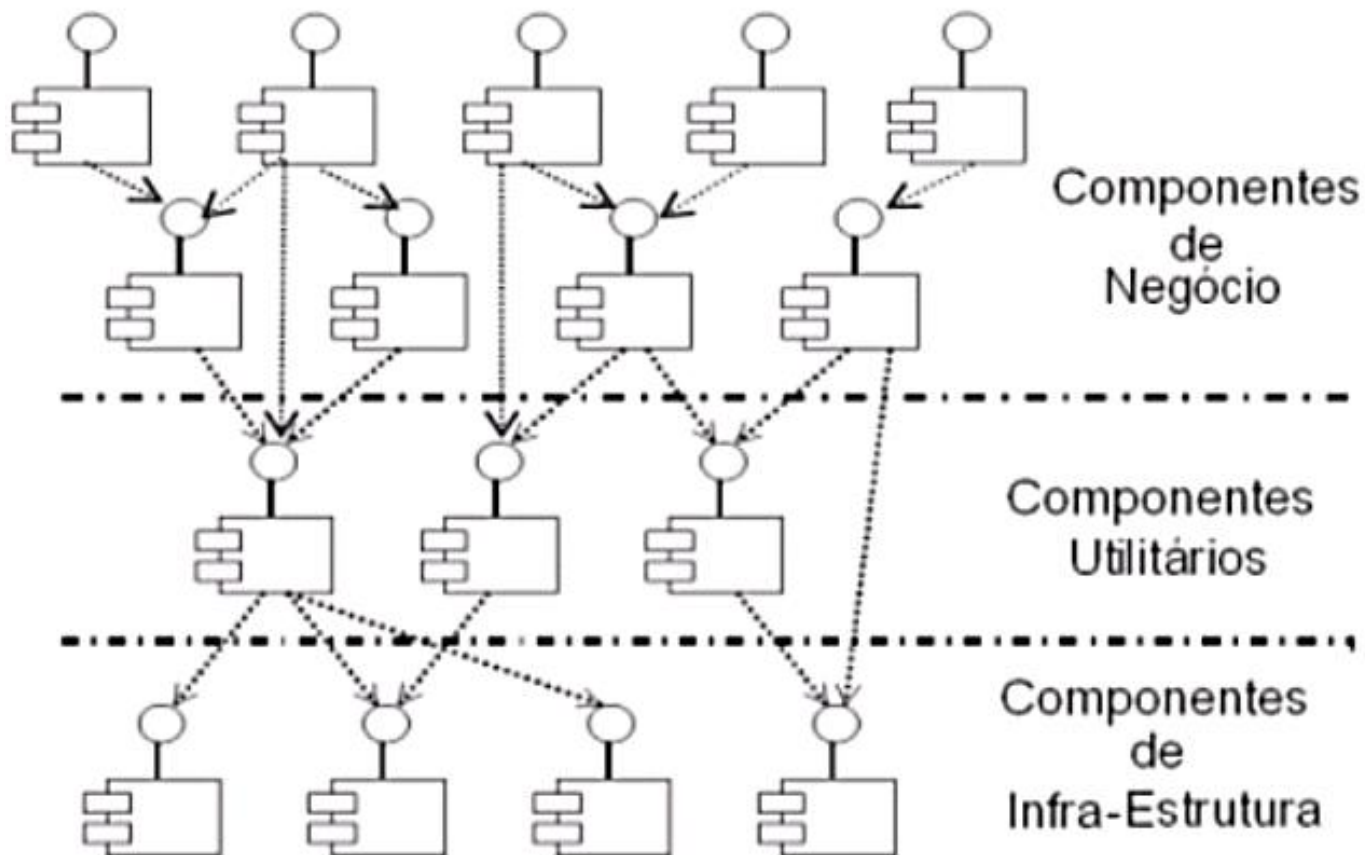 Componentes
de
Negócio
Componentes
Utilitários
Componentes
de
Infra-Estrutura